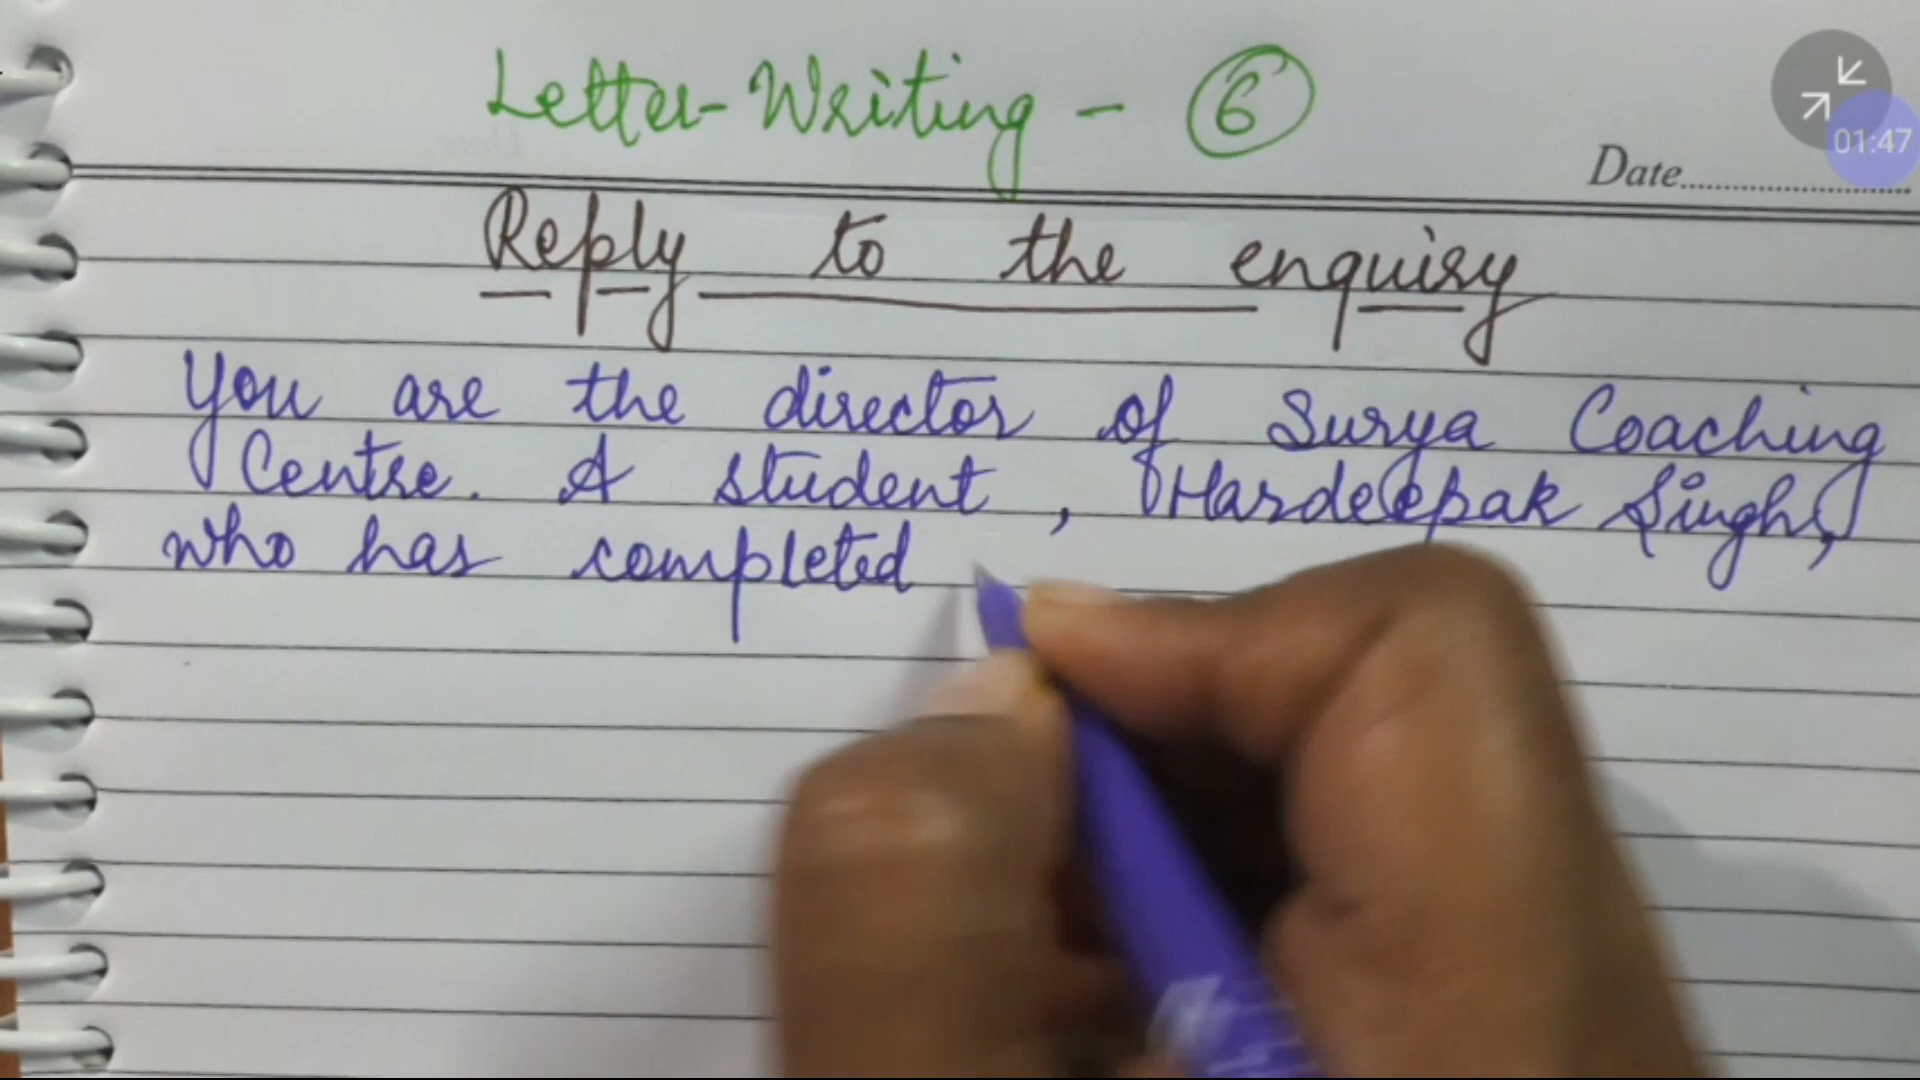 Letter-Writing - 6
01:47
Date
Reply to the enquiry
You are the director of Surya Coaching
Centre. A student, Hardeepak Singh,
who has completed